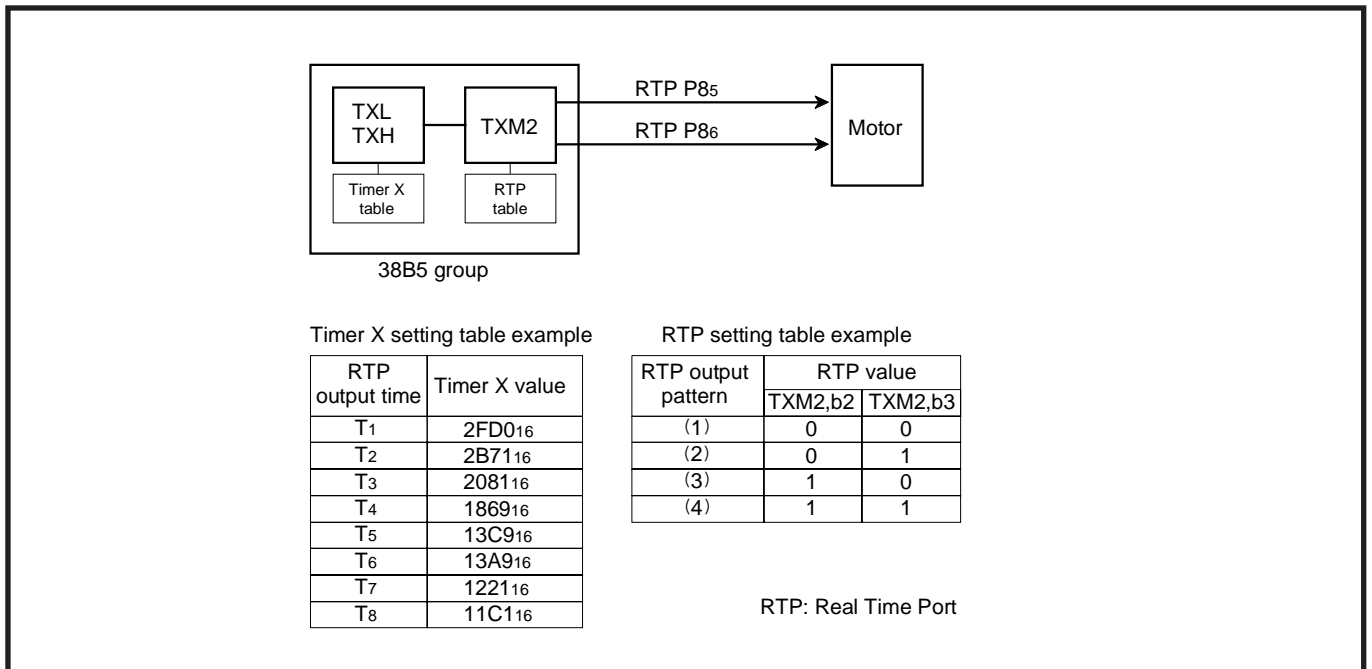 RTP P85
TXL
TXH
TXM2
RTP P86
Motor
Timer X
table
RTP
table
38B5 group
Timer X setting table example
RTP
output time
Timer X value
T1 2FD016
T2 2B7116
T3 208116
T4 186916
T5 13C916
T6 13A916
T7 122116
T8 11C116
RTP setting table example
RTP output
pattern
RTP value
TXM2,b2 TXM2,b3
(1) 0 0
(2) 0 1
(3) 1 0
(4) 1 1
RTP: Real Time Port